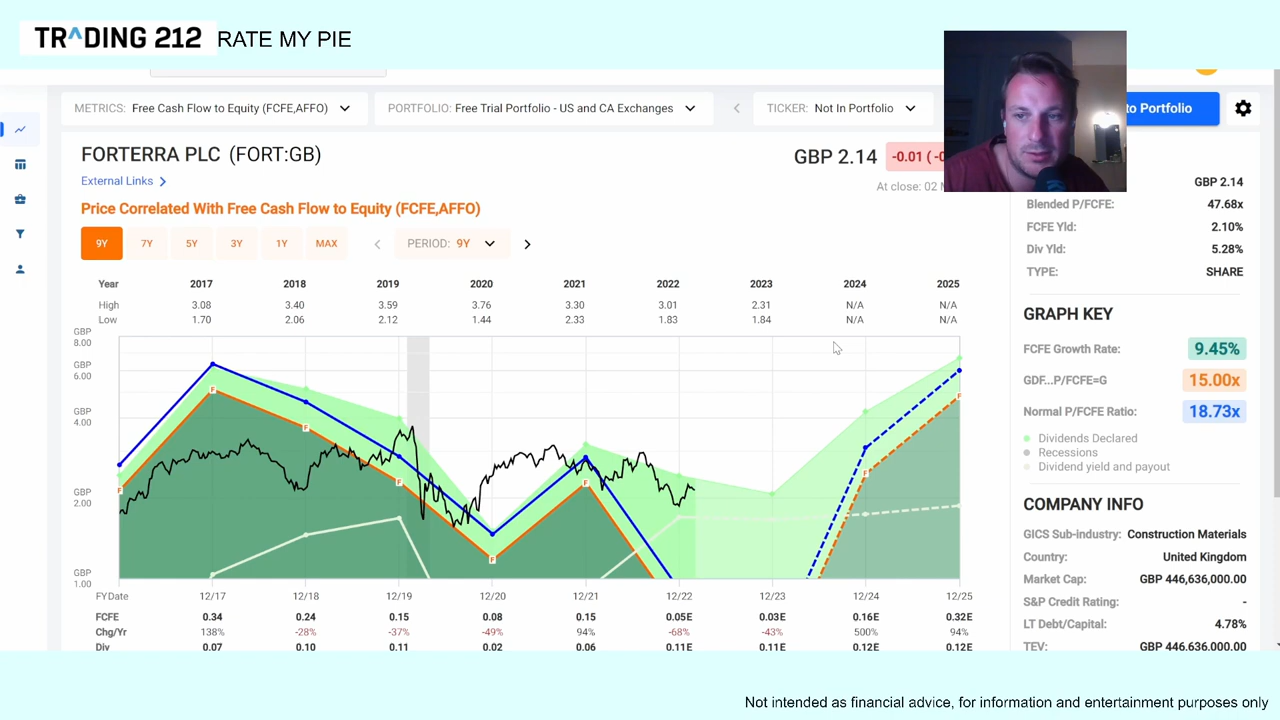 TRADING 212 RATE MY PIE
METRICS: Free Cash Flow to Equity (FCFE,AFFO)
PORTFOLIO: Free Trial Portfolio - US and CA Exchanges
TICKER: Not In Portfolio
to Portfolio
FORTERRA PLC (FORT:GB)
GBP 2.14
-0.01 (
At close: 02
External Links
Price Correlated With Free Cash Flow to Equity (FCFE,AFFO)
9Y 7Y 5Y 3Y 1Y MAX PERIOD: 9Y
Year 2017 2018 2019 2020 2021 2022 2023 2024 2025
High 3.08 3.40 3.59 3.76 3.30 3.01 2.31 N/A N/A
Low 1.70 2.06 2.12 1.44 2.33 1.83 1.84 N/A N/A
GBP
8.00
GBP
6.00
GBP
4.00
GBP
2.00
GBP
1.00
F F F F F F F F
FYDate 12/17 12/18 12/19 12/20 12/21 12/22 12/23 12/24 12/25
FCFE 0.34 0.24 0.15 0.08 0.15 0.05E 0.03E 0.16E 0.32E
Chg/Yr 138% -28% -37% -49% 94% -68% -43% 500% 94%
Div 0.07 0.10 0.11 0.02 0.06 0.11E 0.11E 0.12E 0.12E
GBP 2.14
Blended P/FCFE: 47.68x
FCFE Yld: 2.10%
Div Yld: 5.28%
TYPE: SHARE
GRAPH KEY
FCFE Growth Rate: 9.45%
GDF...P/FCFE=G 15.00x
Normal P/FCFE Ratio: 18.73x
Dividends Declared
Recessions
Dividend yield and payout
COMPANY INFO
GICS Sub-industry: Construction Materials
Country: United Kingdom
Market Cap: GBP 446,636,000.00
S&P Credit Rating: -
LT Debt/Capital: 4.78%
TEV: GBP 446,636,000.00
Not intended as financial advice, for information and entertainment purposes only